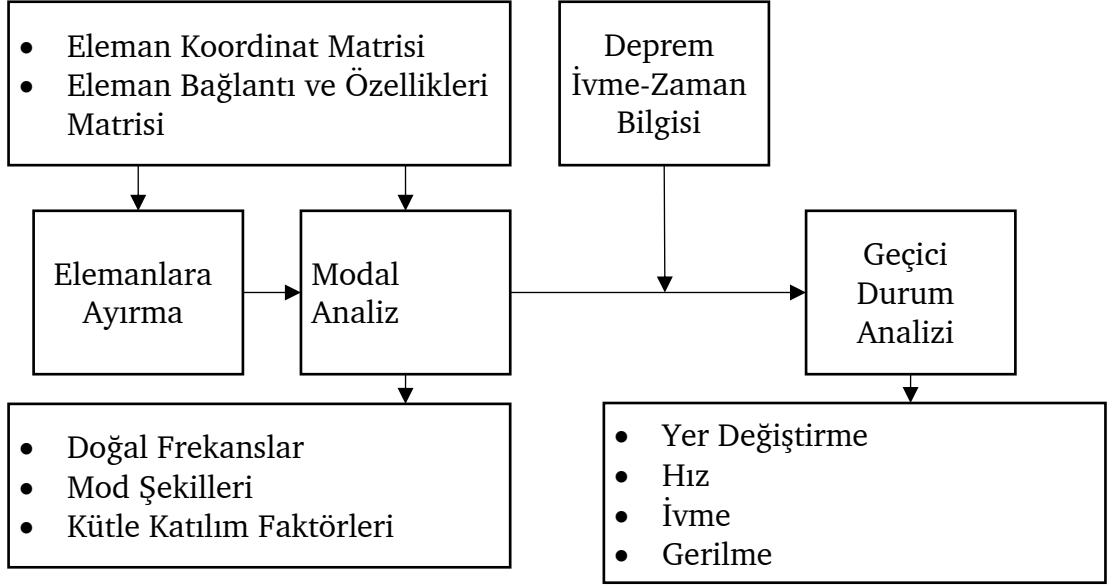 • Eleman Koordinat Matrisi
• Eleman Bağlantı ve Özellikleri
Matrisi
Deprem
İvme-Zaman
Bilgisi
Elemanlara
Ayırma
Modal
Analiz
Geçici
Durum
Analizi
• Doğal Frekanslar
• Mod Şekilleri
• Kütle Katılım Faktörleri
• Yer Değiştirme
• Hız
• İvme
• Gerilme